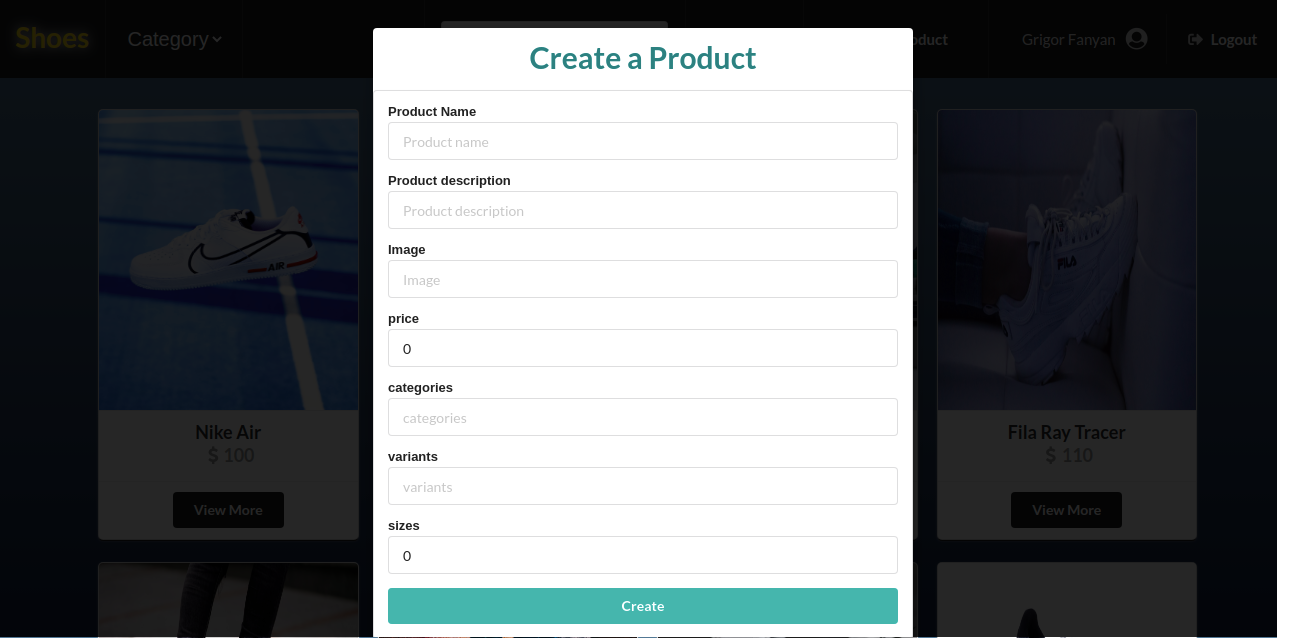 Shoes
Category
oduct
Grigor Fanyan
Logout
Create a Product
Product Name
Product name
Product description
Product description
Image
Image
price
0
categories
categories
variants
variants
sizes
0
Create
AIR
Nike Air
$ 100
View More
FILA
Fila Ray Tracer
$ 110
View More